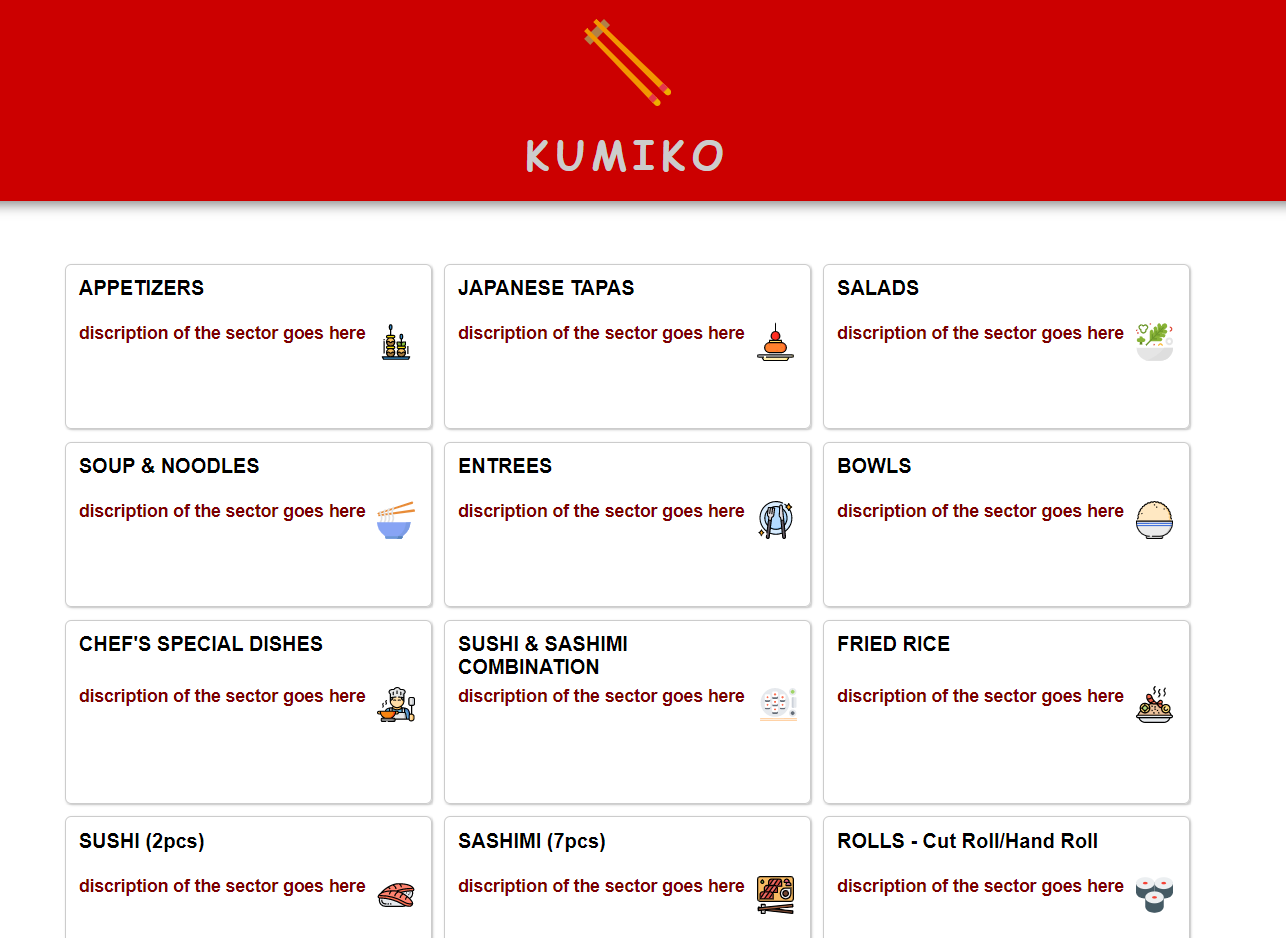 KUMIKO
APPETIZERS
discription of the sector goes here
JAPANESE TAPAS
discription of the sector goes here
SALADS
discription of the sector goes here
SOUP & NOODLES
discription of the sector goes here
ENTREES
discription of the sector goes here
BOWLS
discription of the sector goes here
CHEF'S SPECIAL DISHES
discription of the sector goes here
SUSHI & SASHIMI
COMBINATION
discription of the sector goes here
FRIED RICE
discription of the sector goes here
SUSHI (2pcs)
discription of the sector goes here
SASHIMI (7pcs)
discription of the sector goes here
ROLLS - Cut Roll/Hand Roll
discription of the sector goes here